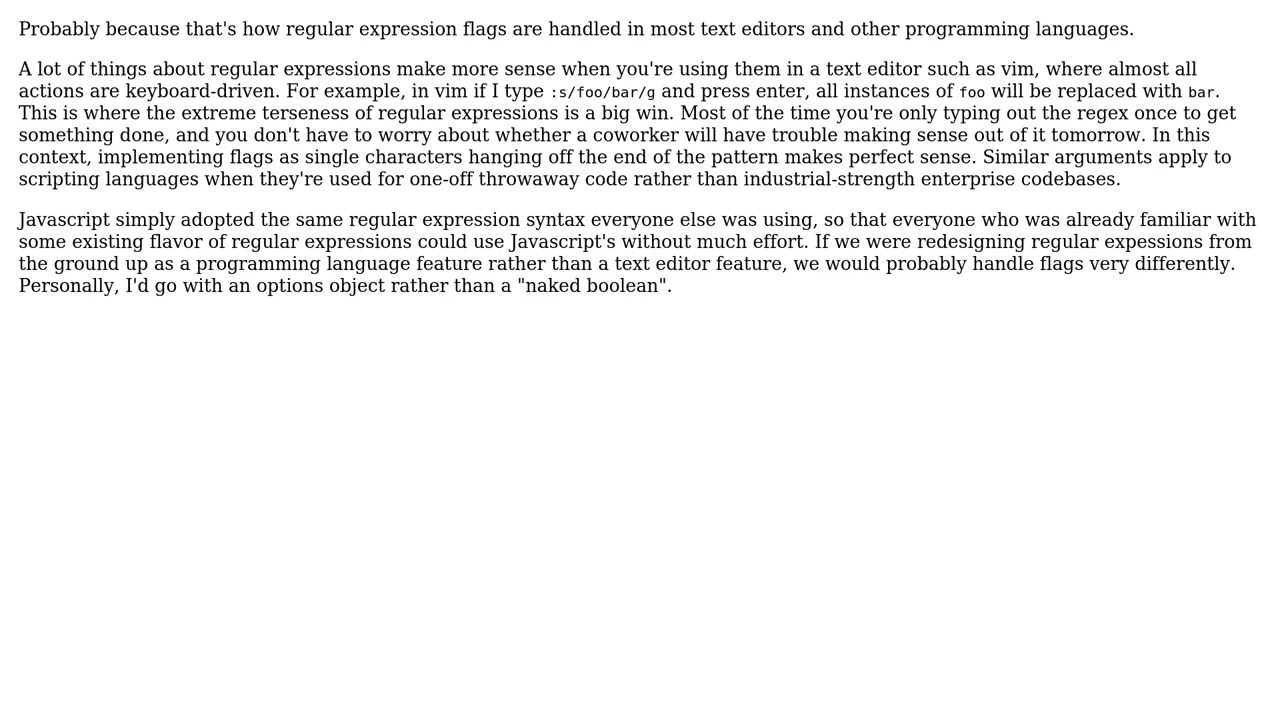 Probably because that's how regular expression flags are handled in most text editors and other programming languages.
A lot of things about regular expressions make more sense when you're using them in a text editor such as vim, where almost all
actions are keyboard-driven. For example, in vim if I type :s/foo/bar/g and press enter, all instances of foo will be replaced with bar.
This is where the extreme terseness of regular expressions is a big win. Most of the time you're only typing out the regex once to get
something done, and you don't have to worry about whether a coworker will have trouble making sense out of it tomorrow. In this
context, implementing flags as single characters hanging off the end of the pattern makes perfect sense. Similar arguments apply to
scripting languages when they're used for one-off throwaway code rather than industrial-strength enterprise codebases.
Javascript simply adopted the same regular expression syntax everyone else was using, so that everyone who was already familiar with
some existing flavor of regular expressions could use Javascript's without much effort. If we were redesigning regular expessions from
the ground up as a programming language feature rather than a text editor feature, we would probably handle flags very differently.
Personally, I'd go with an options object rather than a "naked boolean".